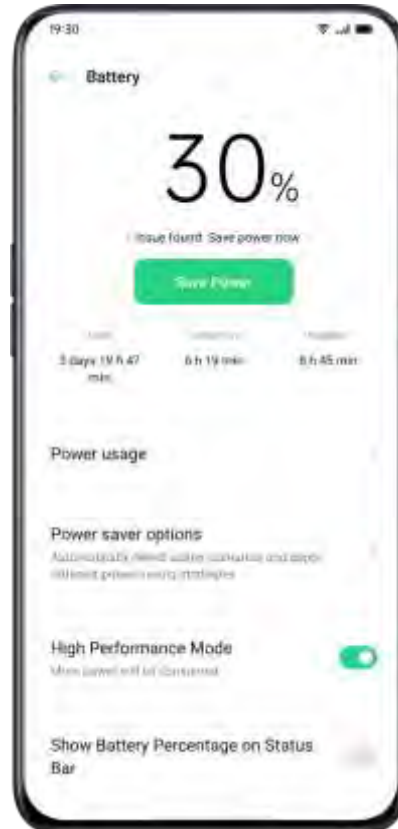 19:30
Battery
30%
1 issue found. Save power now
Save Power
3 days 19 h 47 min
6 h 19 min
6 h 45 min
Power usage
Power saver options
High Performance Mode
More power will be consumed
Show Battery Percentage on Status
Bar